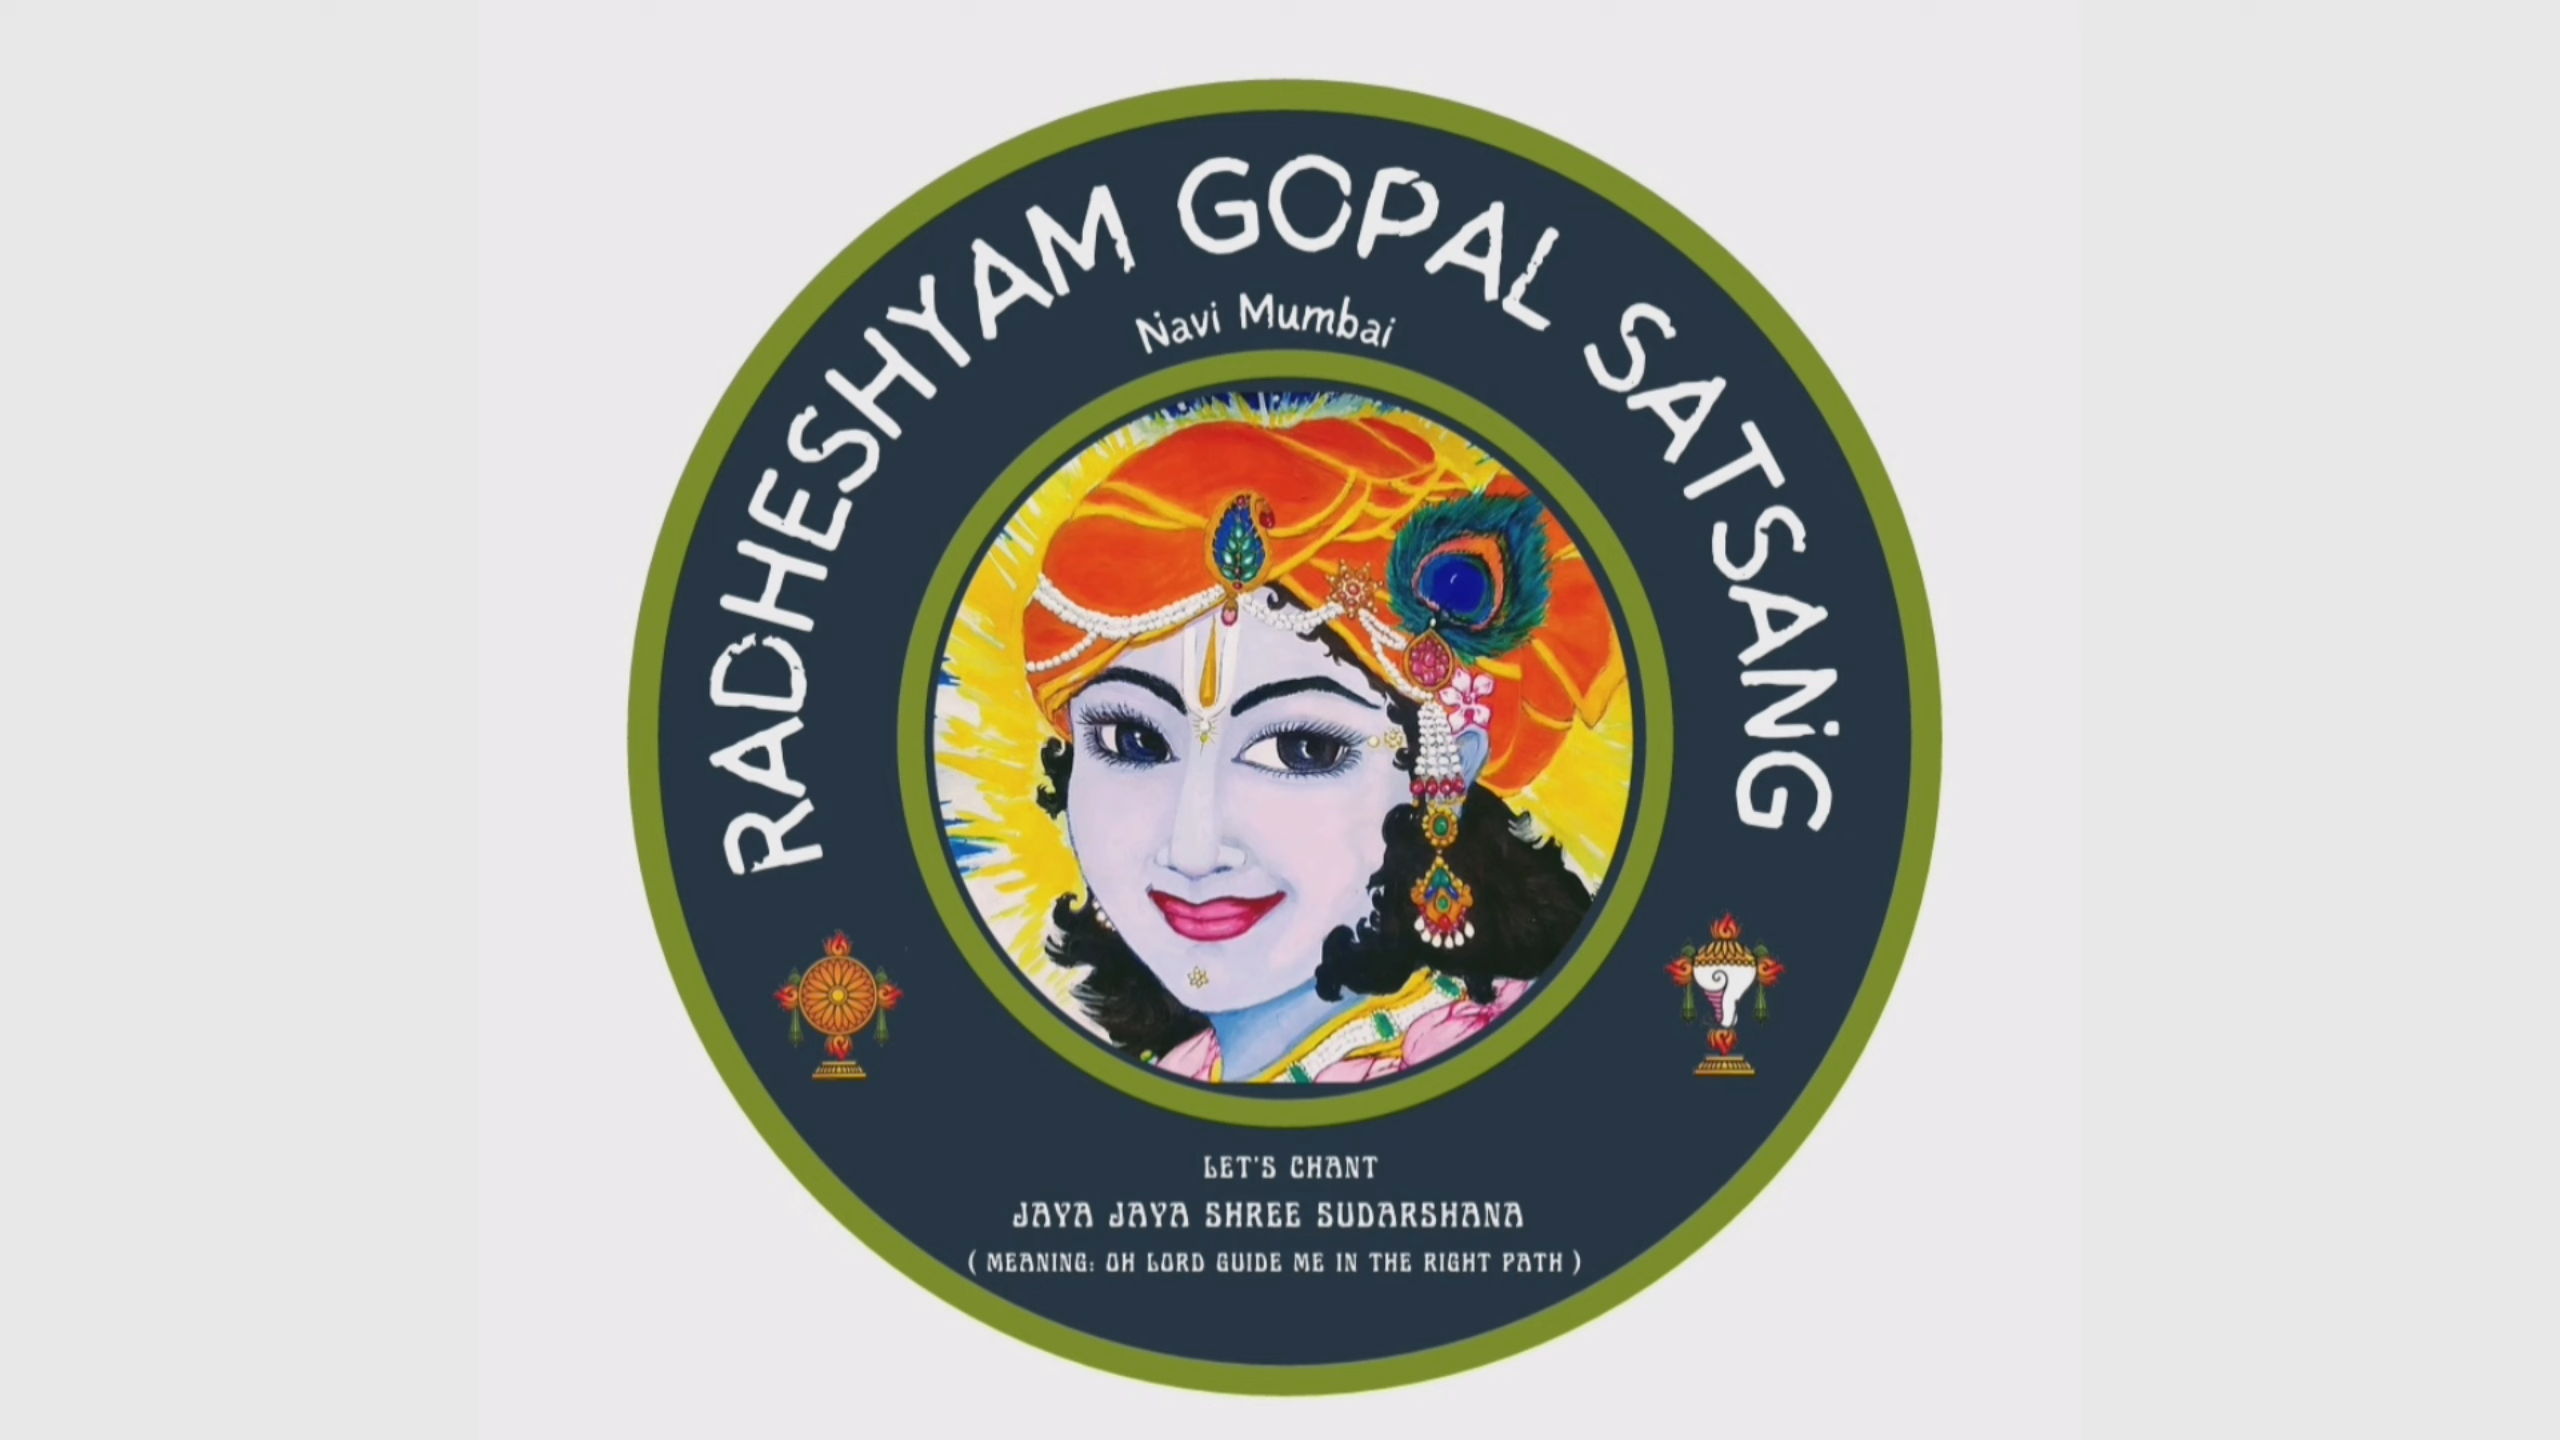 RADHESHYAM GOPAL SATSANG
Navi Mumbai
LET'S CHANT
JAYA JAYA SHREE SUDARSHANA
( MEANING: OH LORD GUIDE ME IN THE RIGHT PATH )